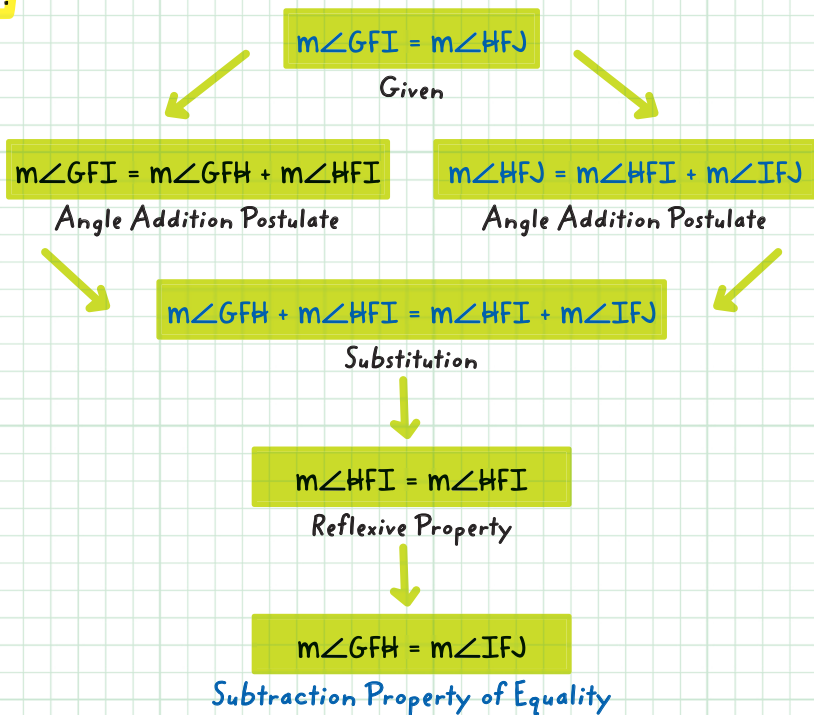 m∠GFI = m∠HFJ
Given
m∠GFI = m∠GFH + m∠HFI
m∠HFJ = m∠HFI + m∠IFJ
Angle Addition Postulate
Angle Addition Postulate
m∠GFH + m∠HFI = m∠HFI + m∠IFJ
Substitution
m∠HFI = m∠HFI
Reflexive Property
m∠GFH = m∠IFJ
Subtraction Property of Equality